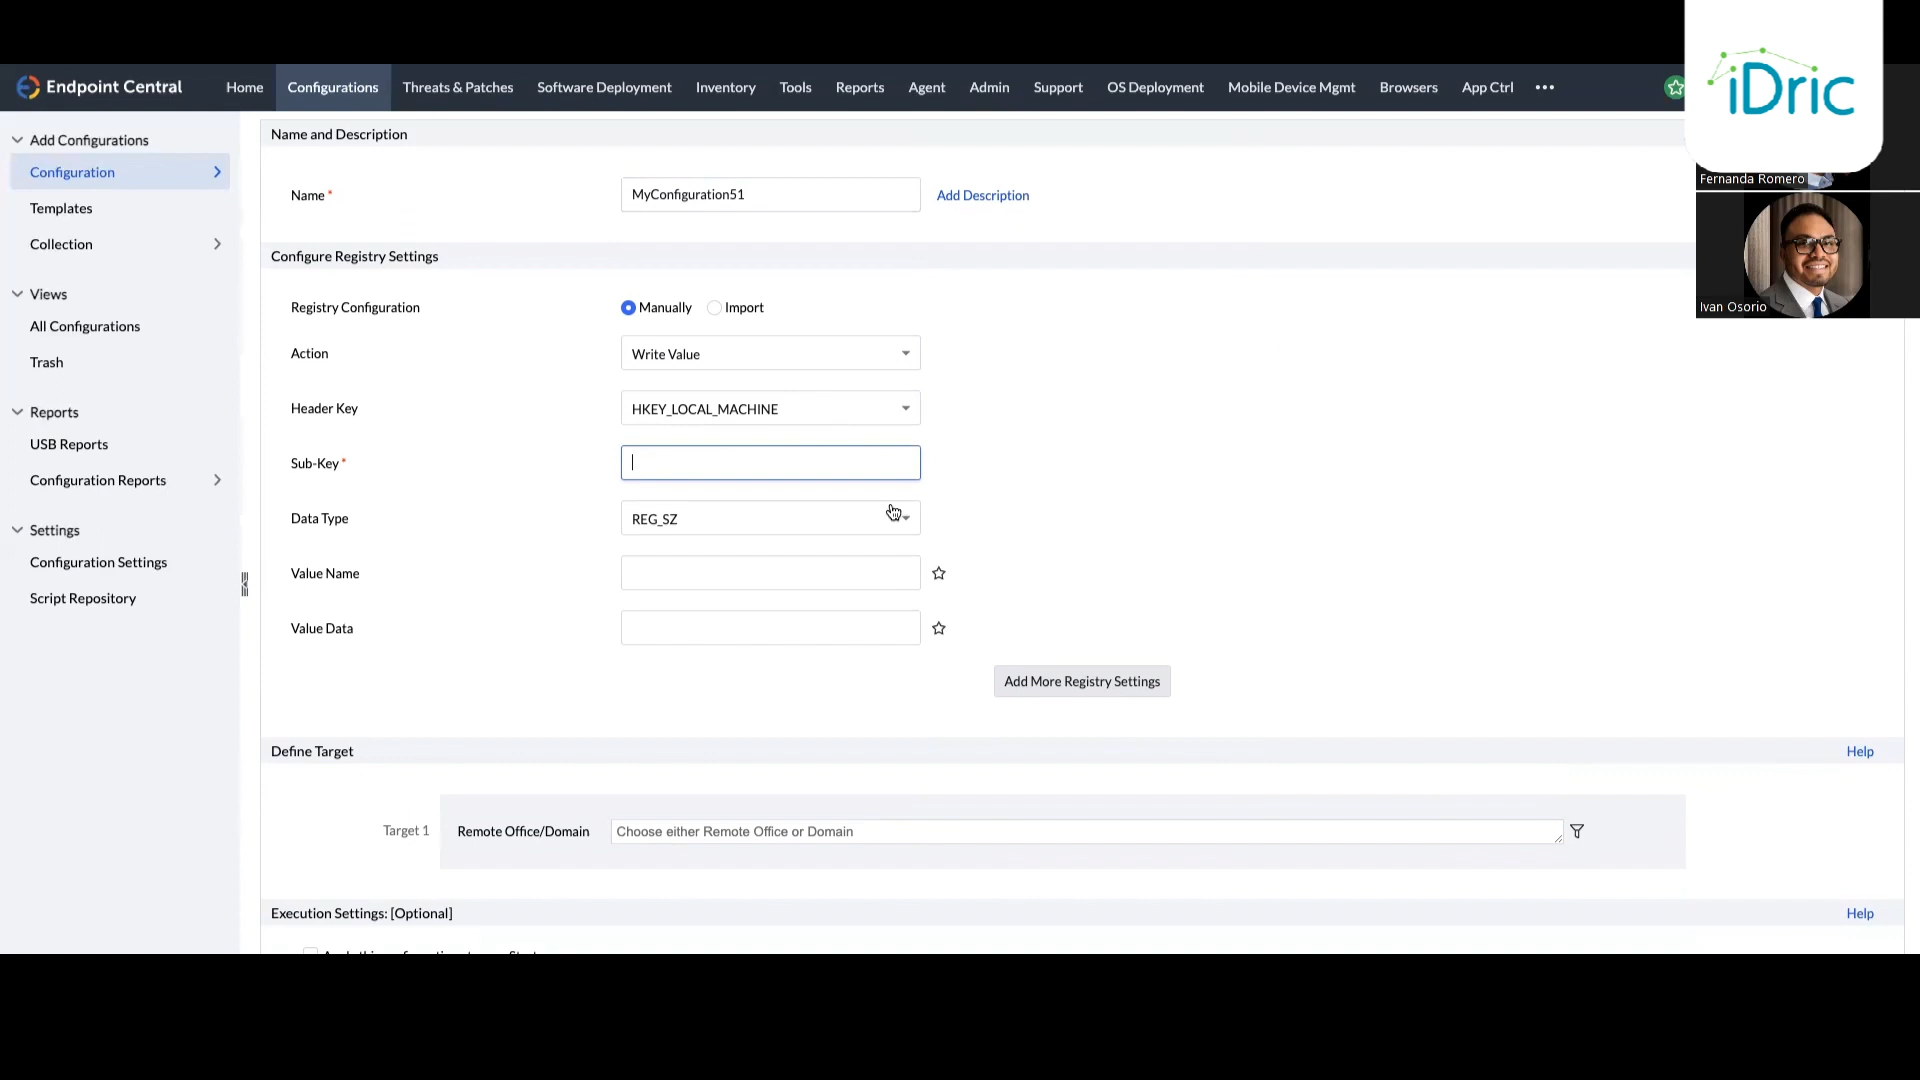 Endpoint Central
Home
Configurations
Threats & Patches
Software Deployment
Inventory
Tools
Reports
Agent
Admin
Support
OS Deployment
Mobile Device Mgmt
Browsers
App Ctrl
iDric
Fernanda Romero
Ivan Osorio
Add Configurations
Configuration
Templates
Collection
Views
All Configurations
Trash
Reports
USB Reports
Configuration Reports
Settings
Configuration Settings
Script Repository
Name and Description
Name *
MyConfiguration51
Add Description
Configure Registry Settings
Registry Configuration
Manually
Import
Action
Write Value
Header Key
HKEY_LOCAL_MACHINE
Sub-Key *
Data Type
REG_SZ
Value Name
Value Data
Add More Registry Settings
Define Target
Help
Target 1
Remote Office/Domain
Choose either Remote Office or Domain
Execution Settings: [Optional]
Help